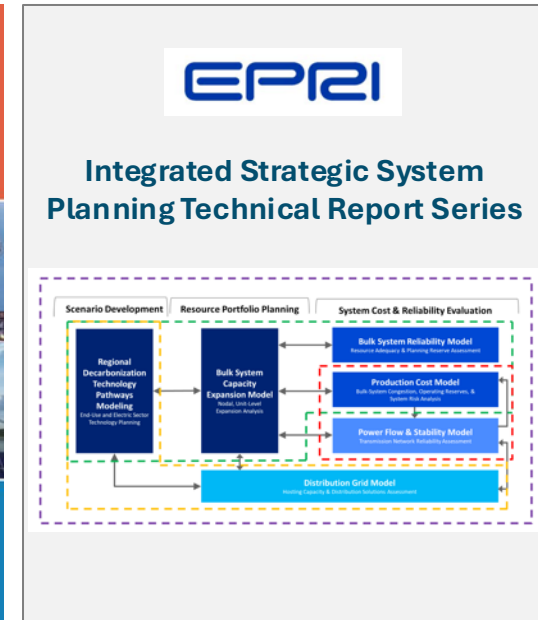 EPRI
Integrated Strategic System
Planning Technical Report Series
Scenario Development
Resource Portfolio Planning
System Cost & Reliability Evaluation
Regional
Decarbonization
Technology
Pathways
Modeling
End-Use and Electric Sector
Technology Planning
Bulk System
Capacity
Expansion Model
Nodal, Unit-Level
Expansion Analysis
Bulk System Reliability Model
Resource Adequacy & Planning Reserve Assessment
Production Cost Model
Bulk-System Congestion, Operating Reserves, &
System Risk Analysis
Power Flow & Stability Model
Transmission Network Reliability Assessment
Distribution Grid Model
Hosting Capacity & Distribution Solutions Assessment